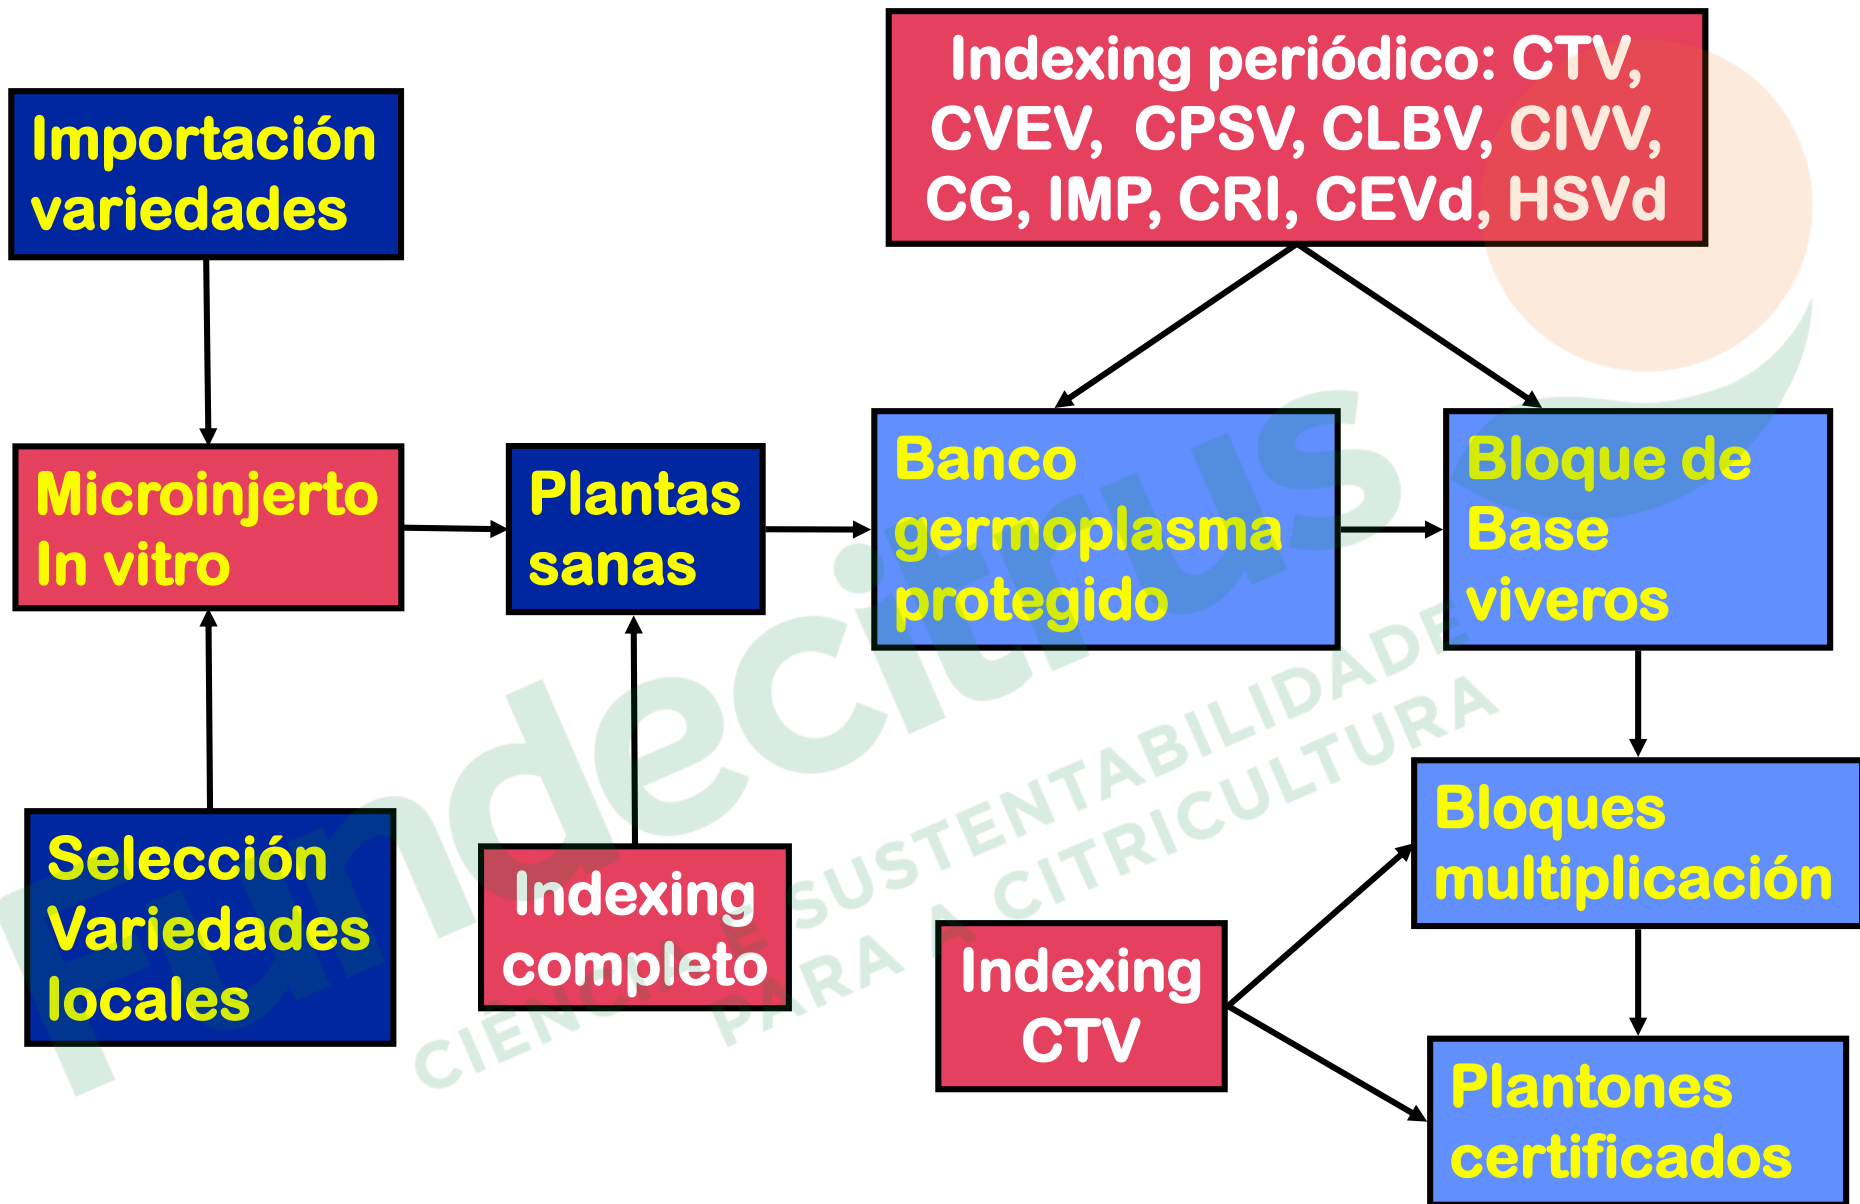 Indexing periódico: CTV,
CVEV, CPSV, CLBV, CIVV,
CG, IMP, CRI, CEVd, HSVd
Importación
variedades
Microinjerto
In vitro
Plantas
sanas
Banco
germoplasma
protegido
Bloque de
Base
viveros
Selección
Variedades
locales
Indexing
completo
Indexing
CTV
Bloques
multiplicación
Plantones
certificados
Fundecitrus
CIÊNCIA E SUSTENTABILIDADE
PARA A CITRICULTURA